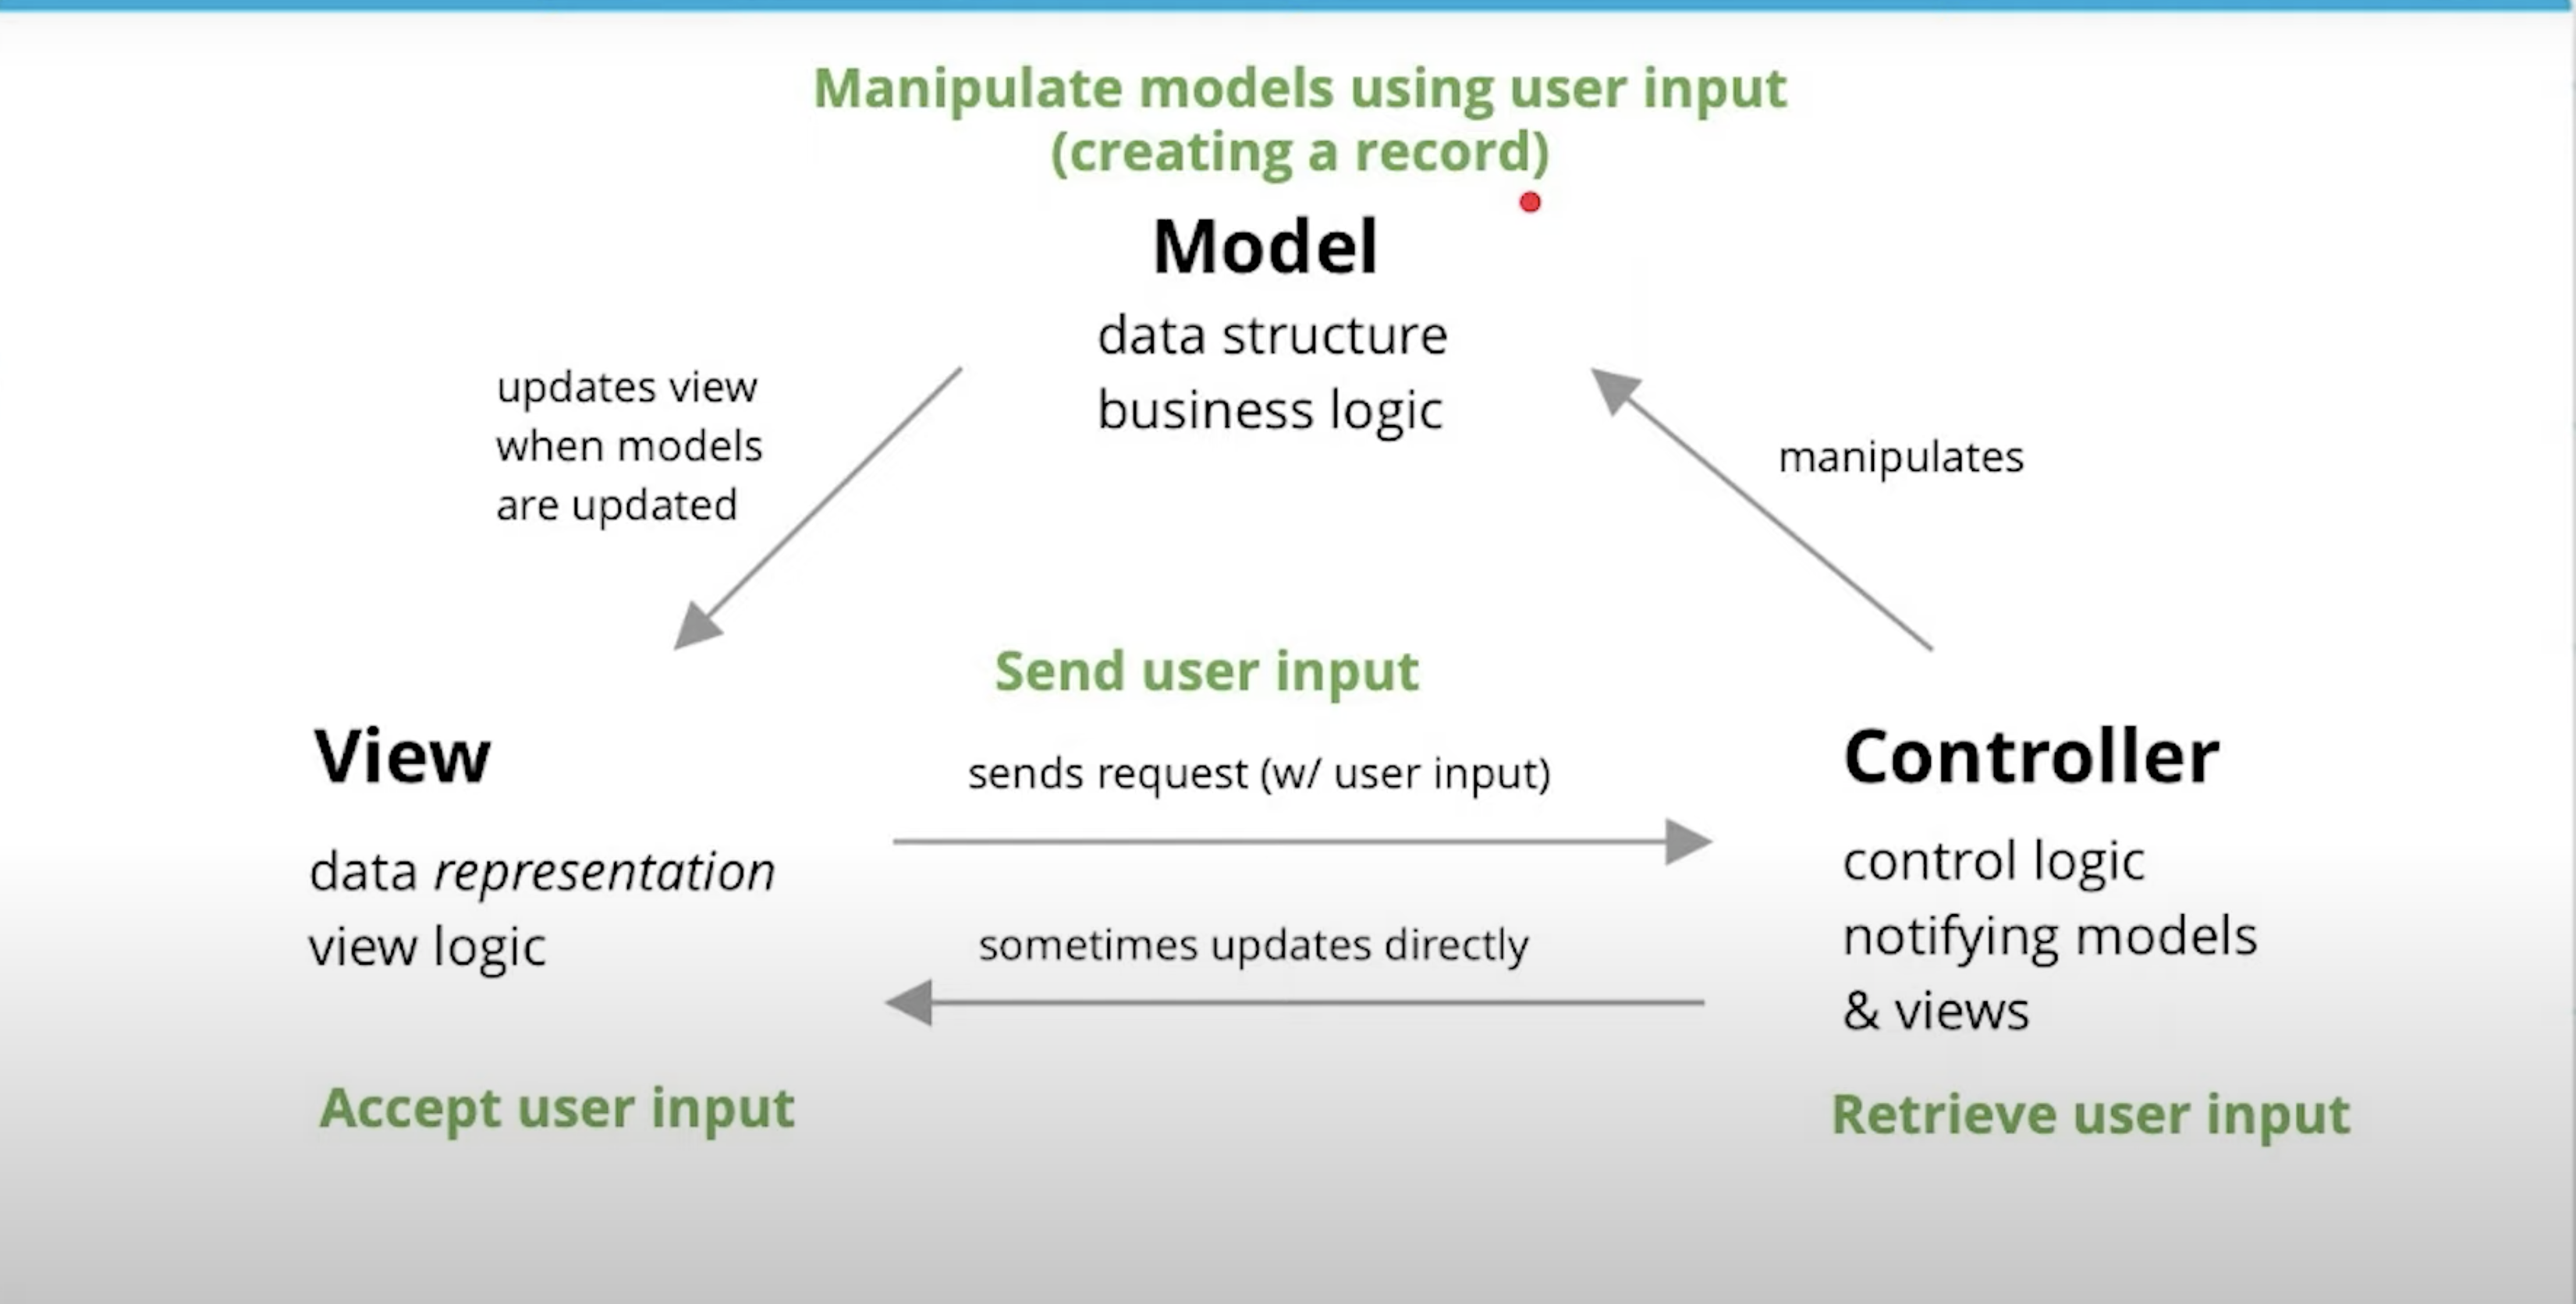 Manipulate models using user input
(creating a record)
Model
data structure
business logic
updates view
when models
are updated
manipulates
Send user input
View
sends request (w/ user input)
Controller
data representation
view logic
sometimes updates directly
control logic
notifying models
& views
Accept user input
Retrieve user input